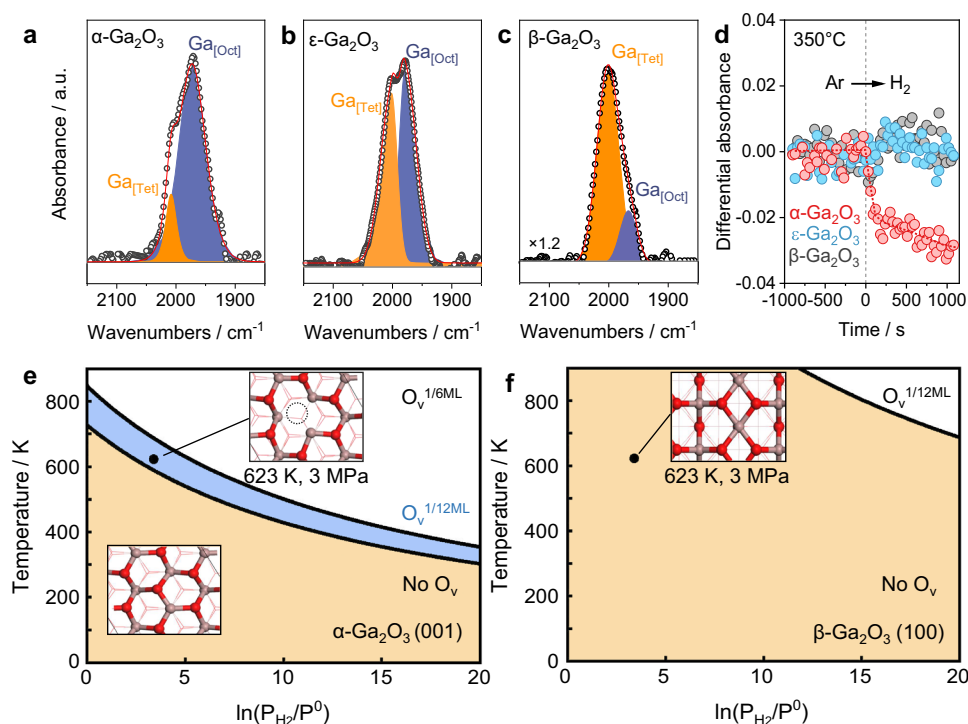 a
α-Ga2O3
Ga[Oct]
Ga[Tet]
Absorbance / a.u.
2100 2000 1900
Wavenumbers / cm-1
b
ε-Ga2O3
Ga[Oct]
Ga[Tet]
2100 2000 1900
Wavenumbers / cm-1
c
β-Ga2O3
Ga[Tet]
Ga[Oct]
×1.2
2100 2000 1900
Wavenumbers / cm-1
d
350°C
Ar H2
Differential absorbance
0.04
0.02
0.00
-0.02
-0.04
α-Ga2O3
ε-Ga2O3
β-Ga2O3
-1000 -500 0 500 1000
Time / s
e
Temperature / K
800
600
400
200
0
Ov1/6ML
623 K, 3 MPa
Ov1/12ML
No Ov
α-Ga2O3 (001)
0 5 10 15 20
ln(PH2/P0)
f
Temperature / K
800
600
400
200
0
Ov1/12ML
623 K, 3 MPa
No Ov
β-Ga2O3 (100)
0 5 10 15 20
ln(PH2/P0)